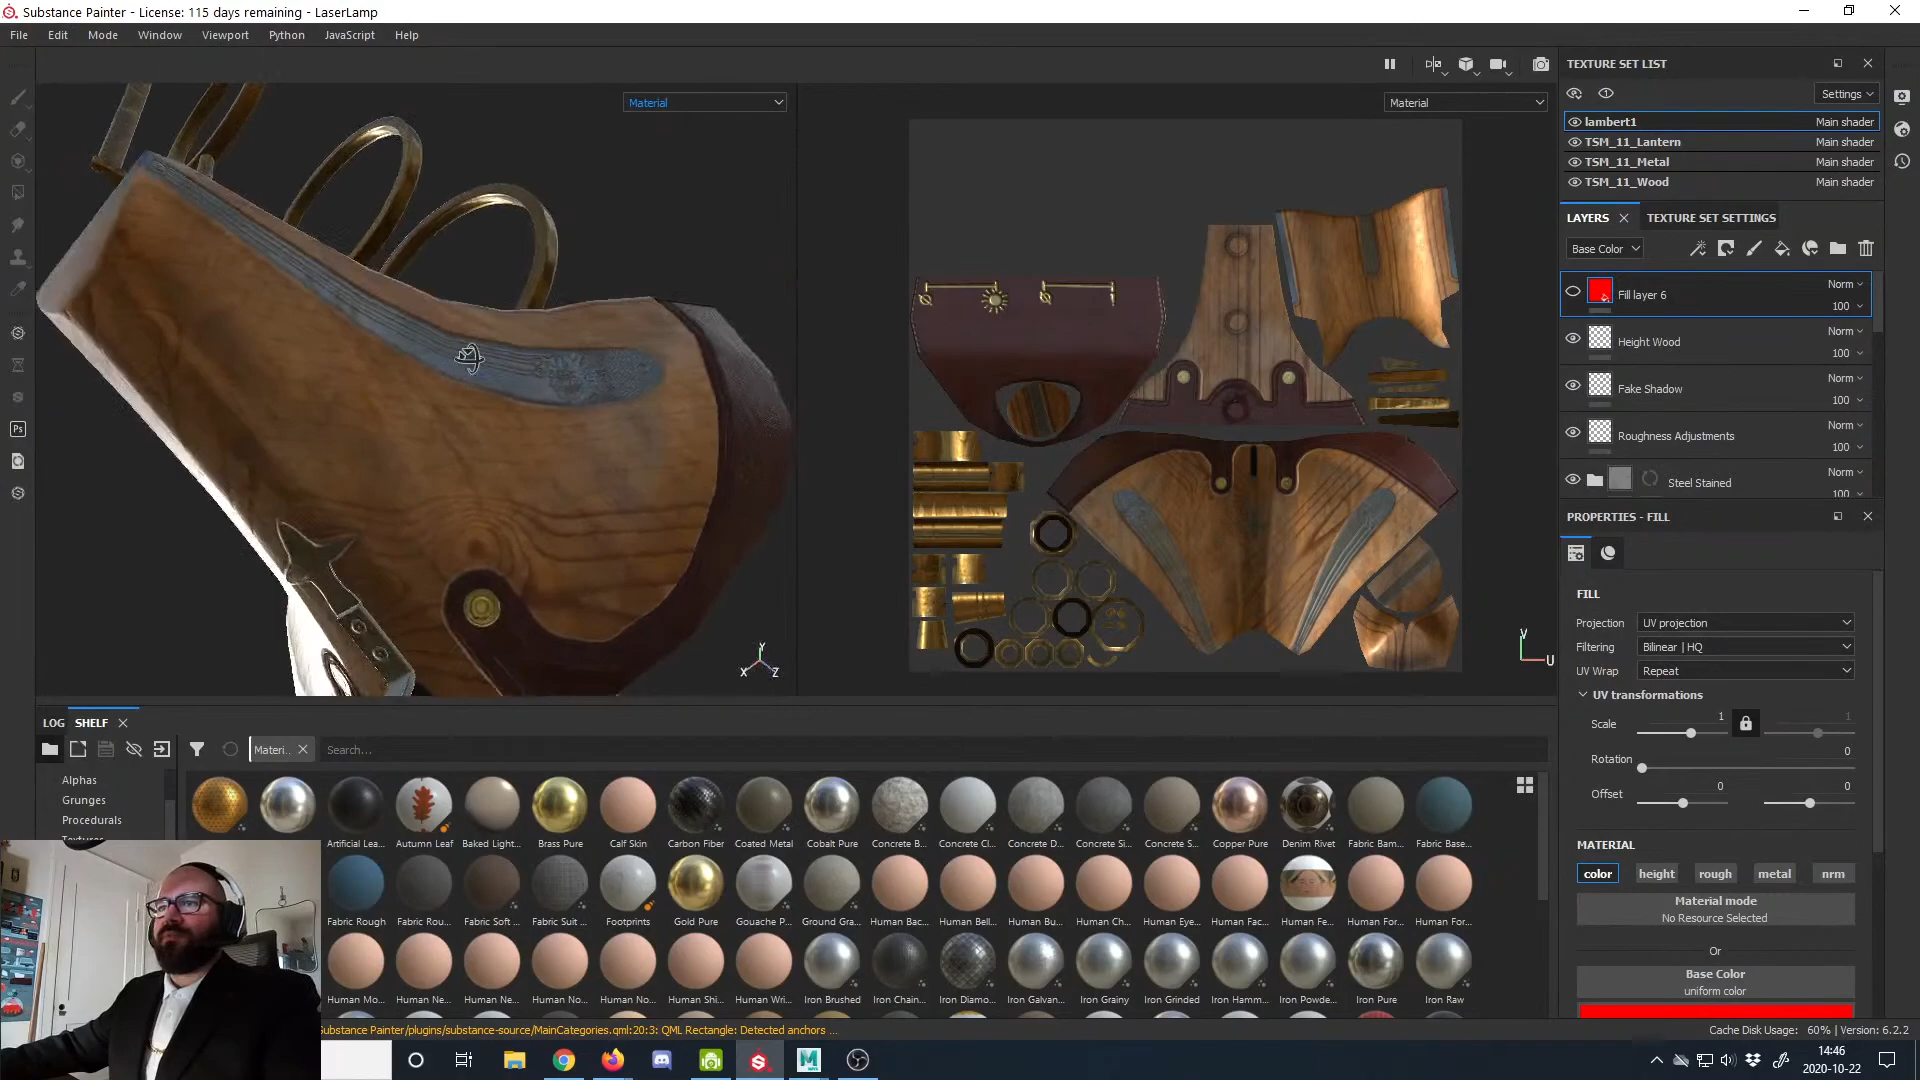 Substance Painter - License: 115 days remaining - LaserLamp
File Edit Mode Window Viewport Python JavaScript Help
Material
Material
TEXTURE SET LIST
Settings
lambert1 Main shader
TSM_11_Lantern Main shader
TSM_11_Metal Main shader
TSM_11_Wood Main shader
LAYERS TEXTURE SET SETTINGS
Base Color
Fill layer 6 Norm 100
Height Wood Norm 100
Fake Shadow Norm 100
Roughness Adjustments Norm 100
Steel Stained Norm 100
PROPERTIES - FILL
FILL
Projection UV projection
Filtering Bilinear | HQ
UV Wrap Repeat
UV transformations
Scale 1 1
Rotation 0
Offset 0 0
MATERIAL
color height rough metal nrm
Material mode
No Resource Selected
Or
Base Color
uniform color
Y
X Z
V
U
LOG SHELF
Materi... Search...
Alphas
Grunges
Procedurals
Textures
Artificial Lea... Autumn Leaf Baked Light... Brass Pure Calf Skin Carbon Fiber Coated Metal Cobalt Pure Concrete B... Concrete Cl... Concrete D... Concrete Si... Concrete S... Copper Pure Denim Rivet Fabric Bam... Fabric Base...
Fabric Rough Fabric Rou... Fabric Soft ... Fabric Suit ... Footprints Gold Pure Gouache P... Ground Gra... Human Bac... Human Bell... Human Bu... Human Ch... Human Eye... Human Fac... Human Fe... Human For... Human For...
Human Mo... Human Ne... Human Ne... Human No... Human No... Human Shi... Human Wri... Iron Brushed Iron Chain... Iron Diamo... Iron Galvan... Iron Grainy Iron Grinded Iron Hamm... Iron Powde... Iron Pure Iron Raw
Substance Painter/plugins/substance-source/MainCategories.qml:20:3: QML Rectangle: Detected anchors ...
Cache Disk Usage: 60% | Version: 6.2.2
Ps
M
14:46
2020-10-22